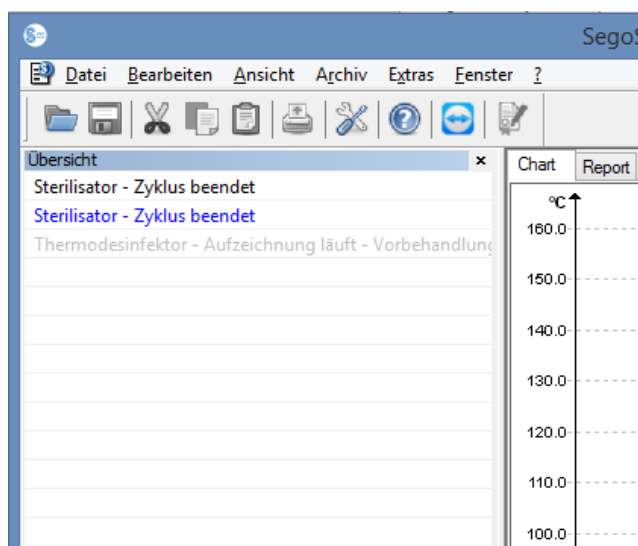 SegoS
Datei Bearbeiten Ansicht Archiv Extras Fenster ?
Übersicht x
Sterilisator - Zyklus beendet
Sterilisator - Zyklus beendet
Thermodesinfektor - Aufzeichnung läuft - Vorbehandlung
Chart Report
°C
160.0
150.0
140.0
130.0
120.0
110.0
100.0